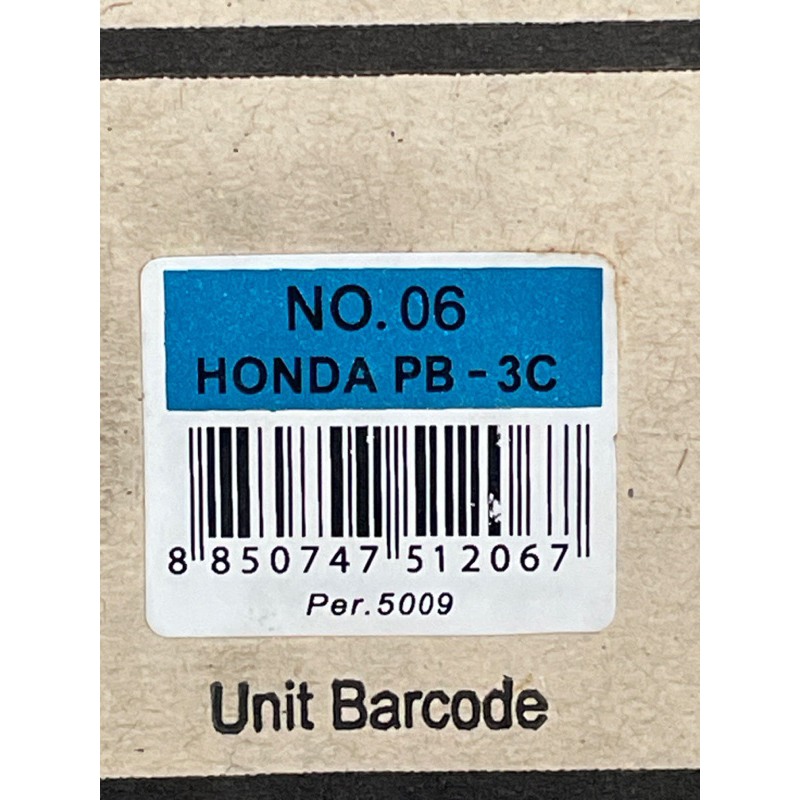 NO. 06
HONDA PB - 3C
8 850747 512067
Per. 5009
Unit Barcode